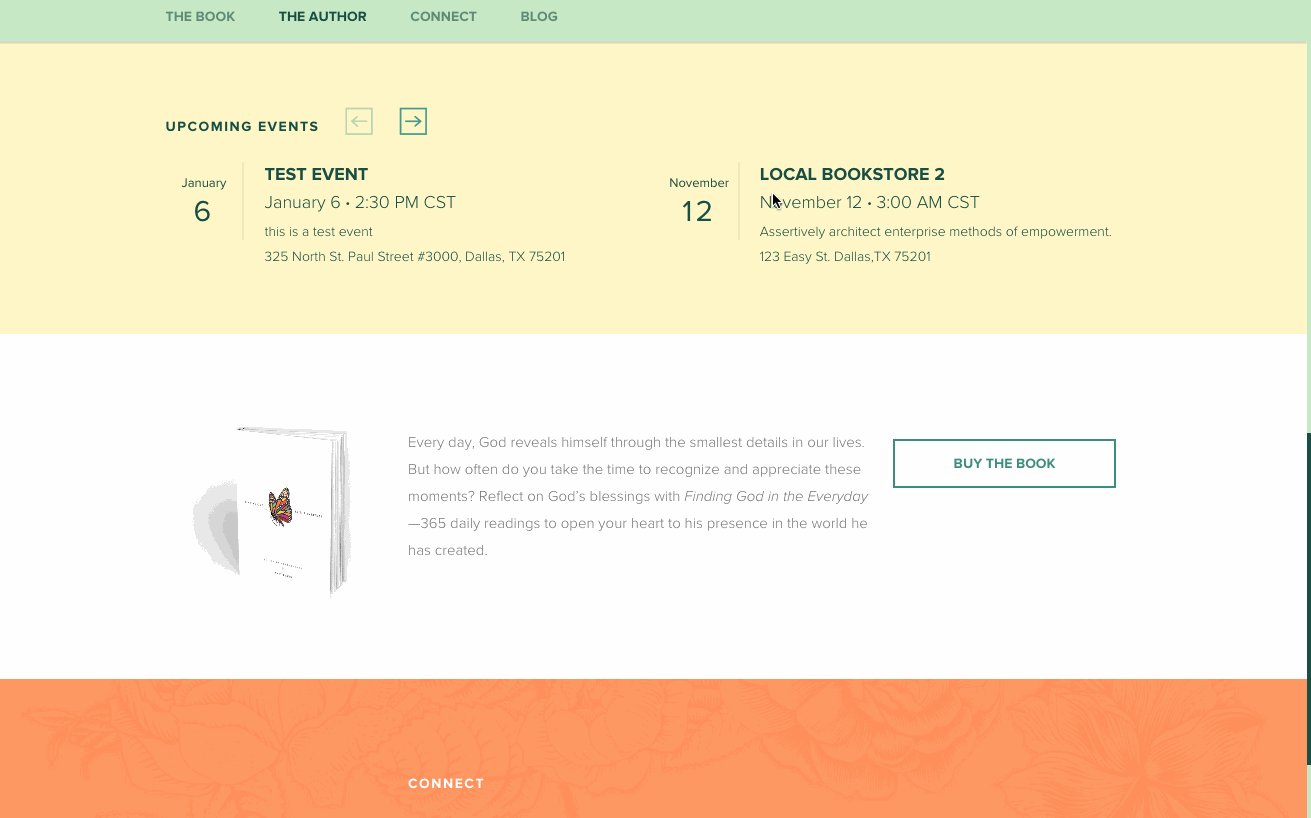 THE BOOK THE AUTHOR CONNECT BLOG
UPCOMING EVENTS
January
6
TEST EVENT
January 6 • 2:30 PM CST
this is a test event
325 North St. Paul Street #3000, Dallas, TX 75201
November
12
LOCAL BOOKSTORE 2
November 12 • 3:00 AM CST
Assertively architect enterprise methods of empowerment.
123 Easy St. Dallas,TX 75201
Every day, God reveals himself through the smallest details in our lives.
But how often do you take the time to recognize and appreciate these
moments? Reflect on God’s blessings with Finding God in the Everyday
—365 daily readings to open your heart to his presence in the world he
has created.
BUY THE BOOK
CONNECT